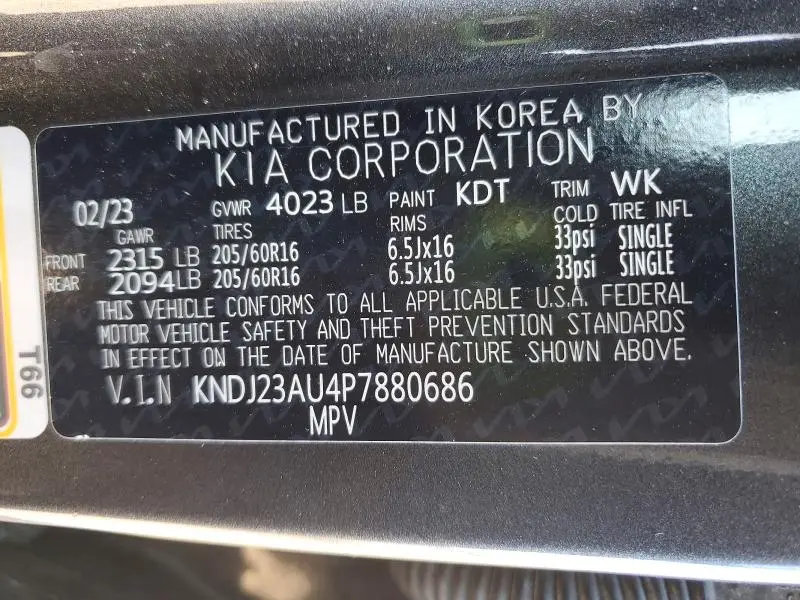 MANUFACTURED IN KOREA BY
KIA CORPORATION
02/23 GVWR 4023 LB PAINT KDT TRIM WK
GAWR TIRES RIMS COLD TIRE INFL
FRONT 2315 LB 205/60R16 6.5Jx16 33psi SINGLE
REAR 2094 LB 205/60R16 6.5Jx16 33psi SINGLE
THIS VEHICLE CONFORMS TO ALL APPLICABLE U.S.A. FEDERAL
MOTOR VEHICLE SAFETY AND THEFT PREVENTION STANDARDS
IN EFFECT ON THE DATE OF MANUFACTURE SHOWN ABOVE.
V.I.N KNDJ23AU4P7880686
MPV
T66